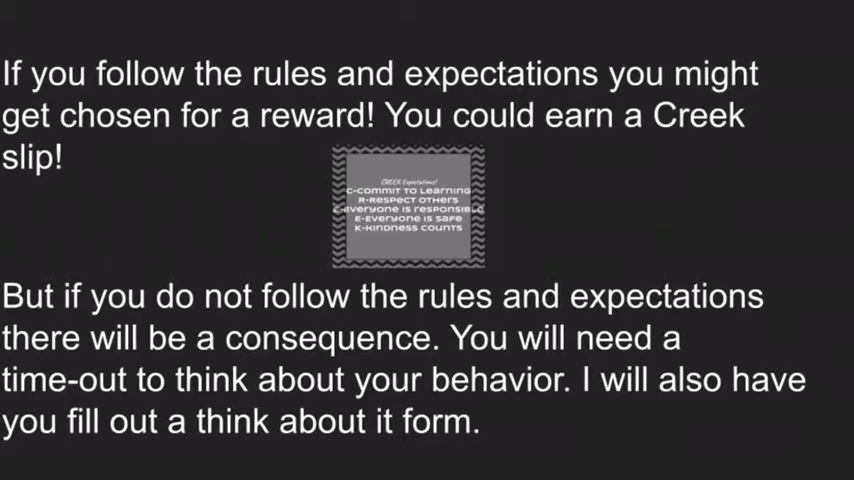 If you follow the rules and expectations you might
get chosen for a reward! You could earn a Creek
slip!
CREEK Expectations!
C-COMMIT TO LEARNING
R-RESPECT OTHERS
E-EVERYONE IS RESPONSIBLE
E-EVERYONE IS SAFE
K-KINDNESS COUNTS
But if you do not follow the rules and expectations
there will be a consequence. You will need a
time-out to think about your behavior. I will also have
you fill out a think about it form.